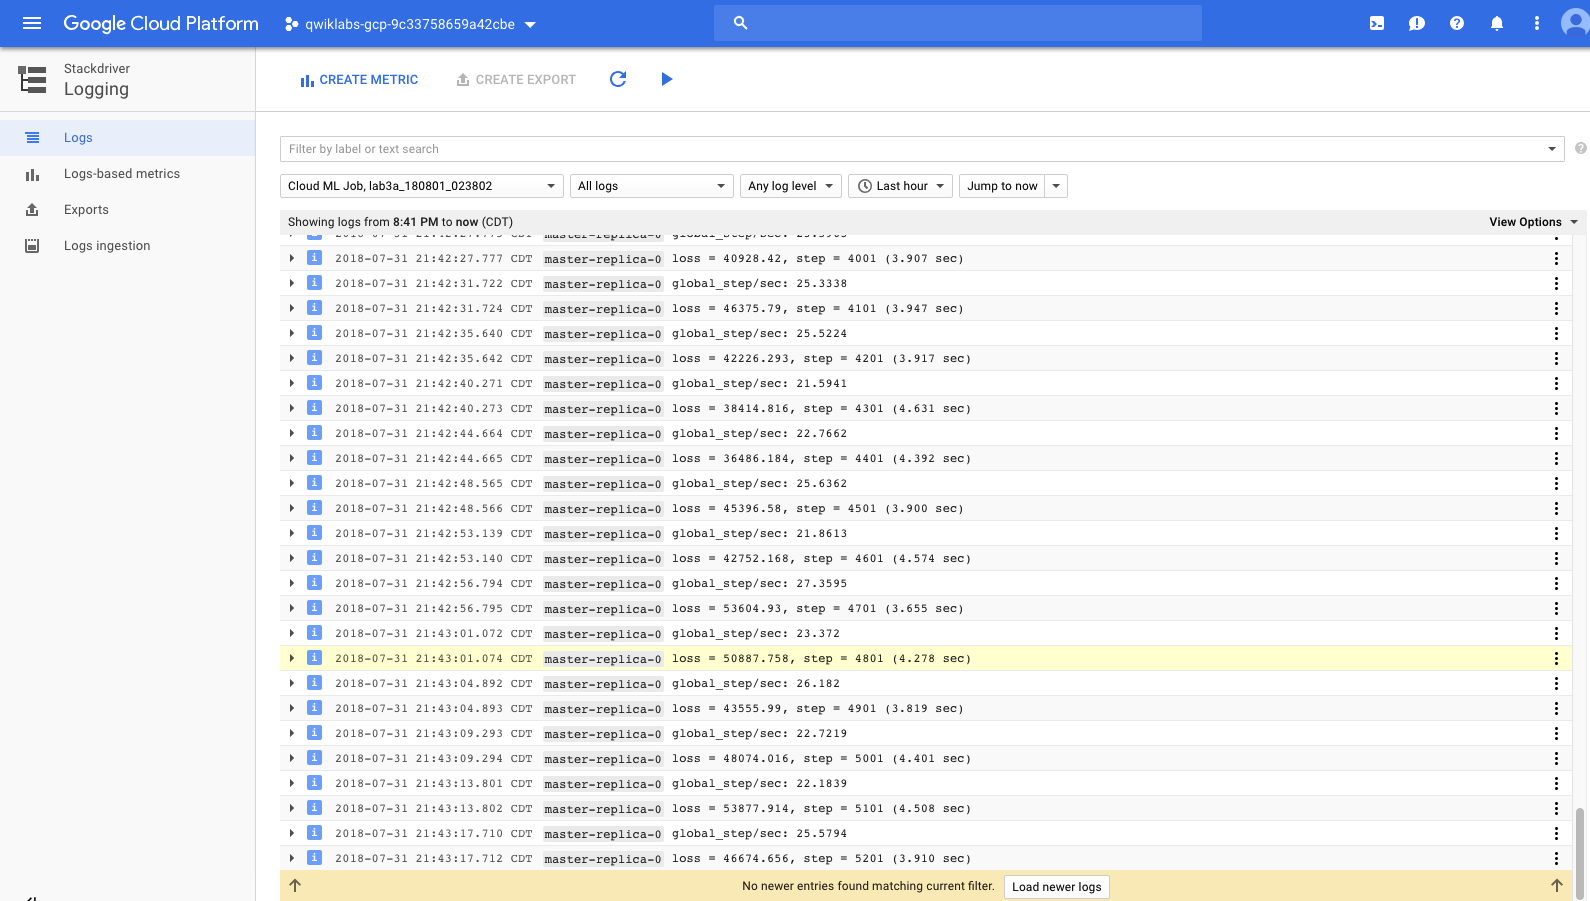 Google Cloud Platform
qwiklabs-gcp-9c33758659a42cbe
Stackdriver
Logging
CREATE METRIC
CREATE EXPORT
Logs
Logs-based metrics
Exports
Logs ingestion
Filter by label or text search
Cloud ML Job, lab3a_180801_023802
All logs
Any log level
Last hour
Jump to now
Showing logs from 8:41 PM to now (CDT)
View Options
i 2018-07-31 21:42:27.777 CDT master-replica-0 loss = 40928.42, step = 4001 (3.907 sec)
i 2018-07-31 21:42:31.722 CDT master-replica-0 global_step/sec: 25.3338
i 2018-07-31 21:42:31.724 CDT master-replica-0 loss = 46375.79, step = 4101 (3.947 sec)
i 2018-07-31 21:42:35.640 CDT master-replica-0 global_step/sec: 25.5224
i 2018-07-31 21:42:35.642 CDT master-replica-0 loss = 42226.293, step = 4201 (3.917 sec)
i 2018-07-31 21:42:40.271 CDT master-replica-0 global_step/sec: 21.5941
i 2018-07-31 21:42:40.273 CDT master-replica-0 loss = 38414.816, step = 4301 (4.631 sec)
i 2018-07-31 21:42:44.664 CDT master-replica-0 global_step/sec: 22.7662
i 2018-07-31 21:42:44.665 CDT master-replica-0 loss = 36486.184, step = 4401 (4.392 sec)
i 2018-07-31 21:42:48.565 CDT master-replica-0 global_step/sec: 25.6362
i 2018-07-31 21:42:48.566 CDT master-replica-0 loss = 45396.58, step = 4501 (3.900 sec)
i 2018-07-31 21:42:53.139 CDT master-replica-0 global_step/sec: 21.8613
i 2018-07-31 21:42:53.140 CDT master-replica-0 loss = 42752.168, step = 4601 (4.574 sec)
i 2018-07-31 21:42:56.794 CDT master-replica-0 global_step/sec: 27.3595
i 2018-07-31 21:42:56.795 CDT master-replica-0 loss = 53604.93, step = 4701 (3.655 sec)
i 2018-07-31 21:43:01.072 CDT master-replica-0 global_step/sec: 23.372
i 2018-07-31 21:43:01.074 CDT master-replica-0 loss = 50887.758, step = 4801 (4.278 sec)
i 2018-07-31 21:43:04.892 CDT master-replica-0 global_step/sec: 26.182
i 2018-07-31 21:43:04.893 CDT master-replica-0 loss = 43555.99, step = 4901 (3.819 sec)
i 2018-07-31 21:43:09.293 CDT master-replica-0 global_step/sec: 22.7219
i 2018-07-31 21:43:09.294 CDT master-replica-0 loss = 48074.016, step = 5001 (4.401 sec)
i 2018-07-31 21:43:13.801 CDT master-replica-0 global_step/sec: 22.1839
i 2018-07-31 21:43:13.802 CDT master-replica-0 loss = 53877.914, step = 5101 (4.508 sec)
i 2018-07-31 21:43:17.710 CDT master-replica-0 global_step/sec: 25.5794
i 2018-07-31 21:43:17.712 CDT master-replica-0 loss = 46674.656, step = 5201 (3.910 sec)
No newer entries found matching current filter. Load newer logs